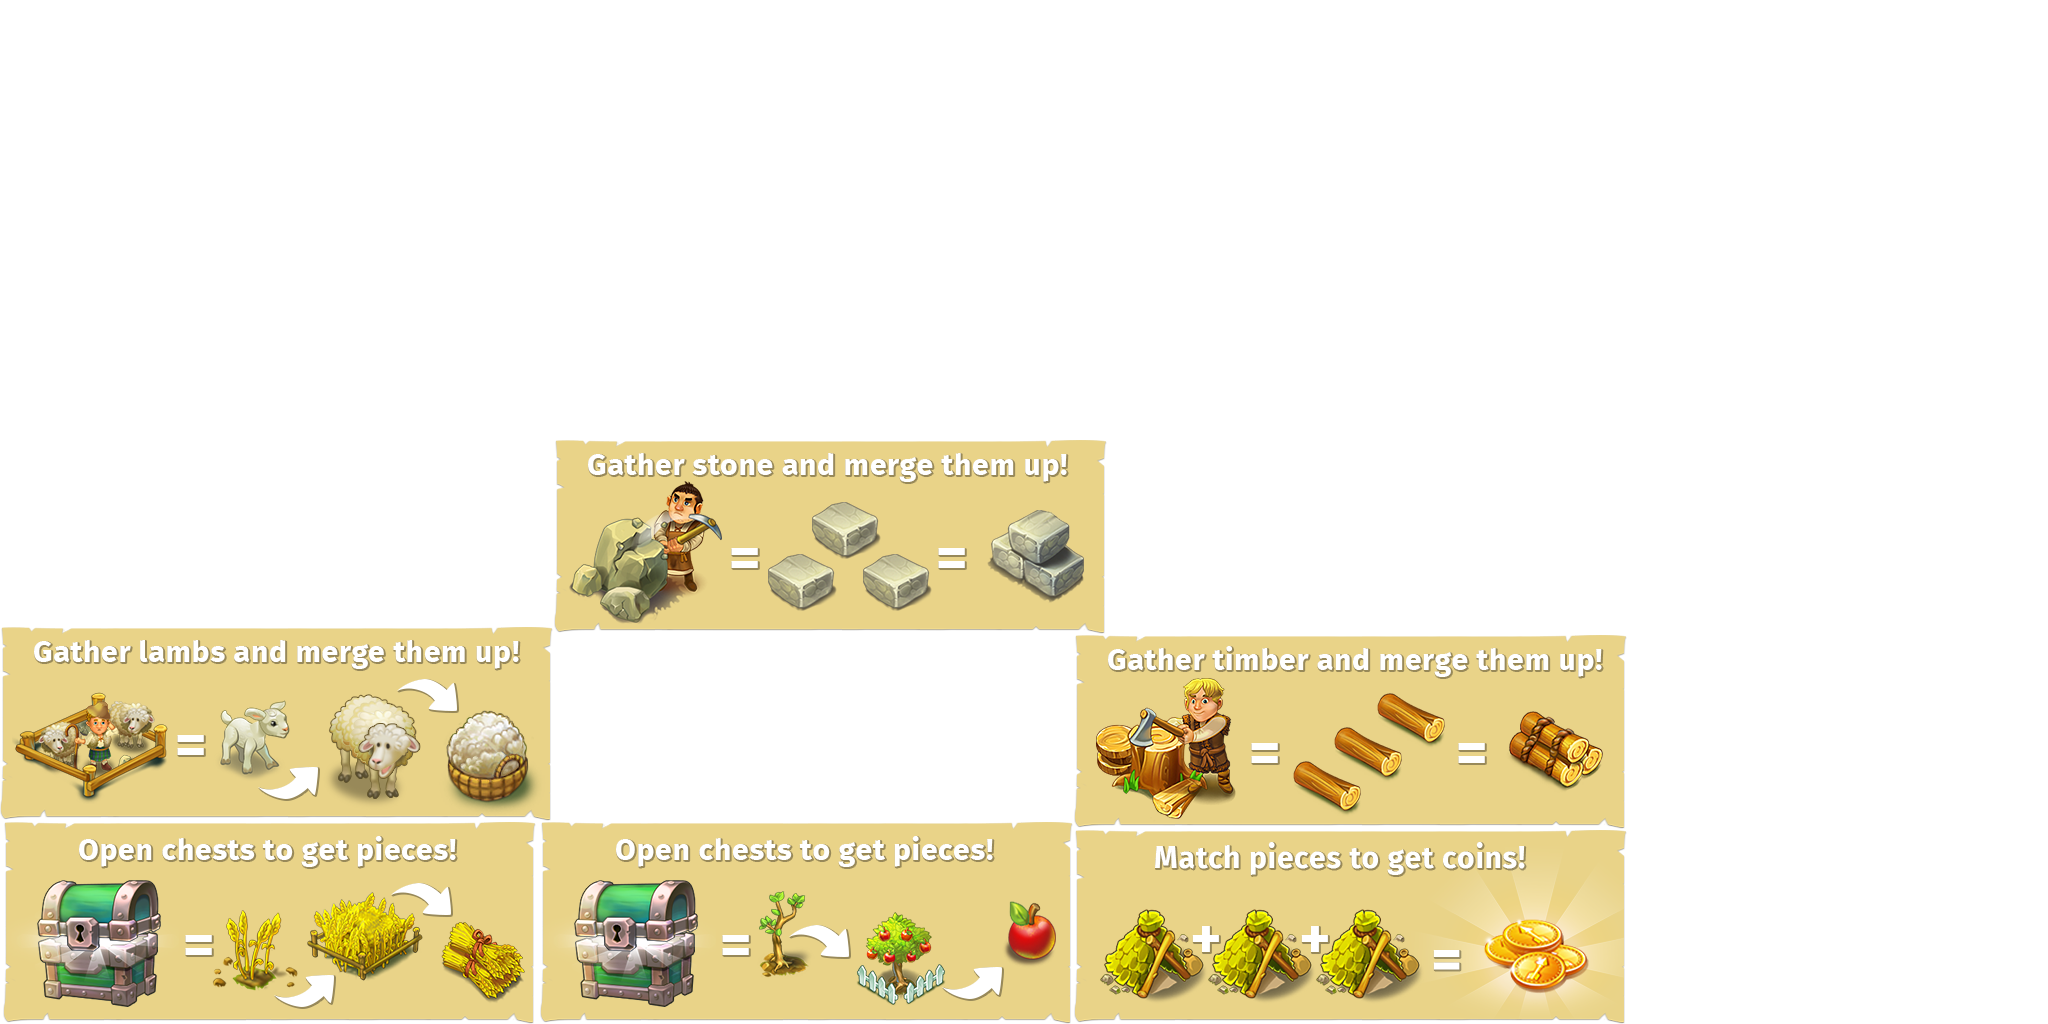 Gather stone and merge them up!
Gather lambs and merge them up!
Gather timber and merge them up!
Open chests to get pieces!
Open chests to get pieces!
Match pieces to get coins!